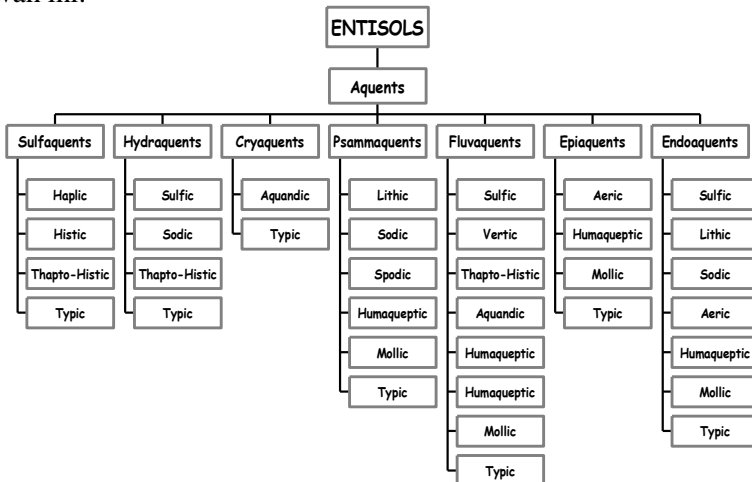 ENTISOLS
Aquents
Sulfaquents
Haplic
Histic
Thapto-Histic
Typic
Hydraquents
Sulfic
Sodic
Thapto-Histic
Typic
Cryaquents
Aquandic
Typic
Psammaquents
Lithic
Sodic
Spodic
Humaqueptic
Mollic
Typic
Fluvaquents
Sulfic
Vertic
Thapto-Histic
Aquandic
Humaqueptic
Humaqueptic
Mollic
Typic
Epiaquents
Aeric
Humaqueptic
Mollic
Typic
Endoaquents
Sulfic
Lithic
Sodic
Aeric
Humaqueptic
Mollic
Typic